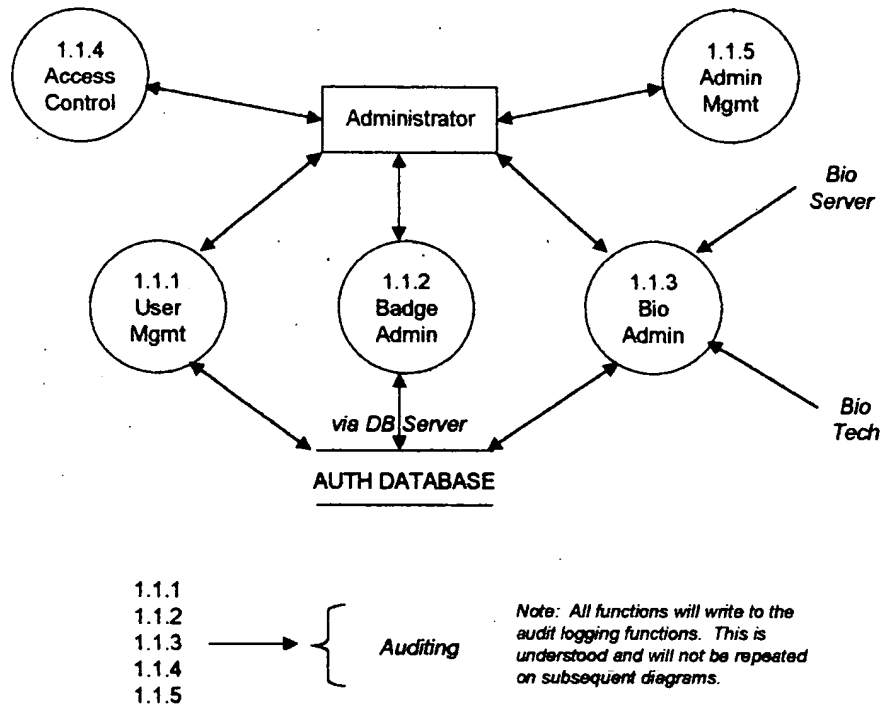 1.1.4
Access
Control
Administrator
1.1.5
Admin
Mgmt
Bio
Server
1.1.1
User
Mgmt
1.1.2
Badge
Admin
1.1.3
Bio
Admin
Bio
Tech
via DB Server
AUTH DATABASE
1.1.1
1.1.2
1.1.3
1.1.4
1.1.5
Auditing
Note: All functions will write to the
audit logging functions. This is
understood and will not be repeated
on subsequent diagrams.